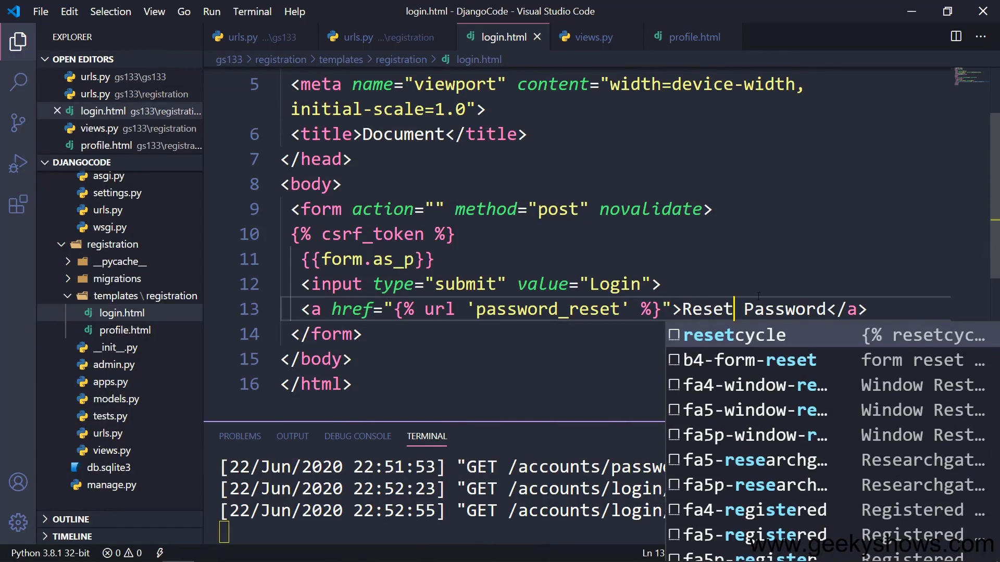 File Edit Selection View Go Run Terminal Help
login.html - DjangoCode - Visual Studio Code
EXPLORER
OPEN EDITORS
urls.py gs133\gs133
urls.py gs133\registration
login.html gs133\registrati...
views.py gs133\registration
profile.html gs133\registra...
DJANGOCODE
asgi.py
settings.py
urls.py
wsgi.py
registration
__pycache__
migrations
templates\registration
login.html
profile.html
__init__.py
admin.py
apps.py
models.py
tests.py
urls.py
views.py
db.sqlite3
manage.py
OUTLINE
TIMELINE
urls.py ...\gs133
urls.py ...\registration
login.html
views.py
profile.html
gs133 > registration > templates > registration > login.html
5 <meta name="viewport" content="width=device-width,
initial-scale=1.0">
6 <title>Document</title>
7 </head>
8 <body>
9 <form action="" method="post" novalidate>
10 {% csrf_token %}
11 {{form.as_p}}
12 <input type="submit" value="Login">
13 <a href="{% url 'password_reset' %}">Reset Password</a>
14 </form>
15 </body>
16 </html>
resetcycle {% resetcyc...
b4-form-reset form reset ...
fa4-window-re... Window Rest...
fa5-window-re... Window Rest...
fa5p-window-r... Window Rest...
fa5-researchg... Researchgat...
fa5p-research... Researchgat...
fa4-registered Registered ...
fa5-registered Registered ...
fa5p-register
PROBLEMS OUTPUT DEBUG CONSOLE TERMINAL
[22/Jun/2020 22:51:53] "GET /accounts/passw
[22/Jun/2020 22:52:23] "GET /accounts/login/
[22/Jun/2020 22:52:55] "GET /accounts/login/
Python 3.8.1 32-bit 0 0
Ln 13
www.geekyshows.com